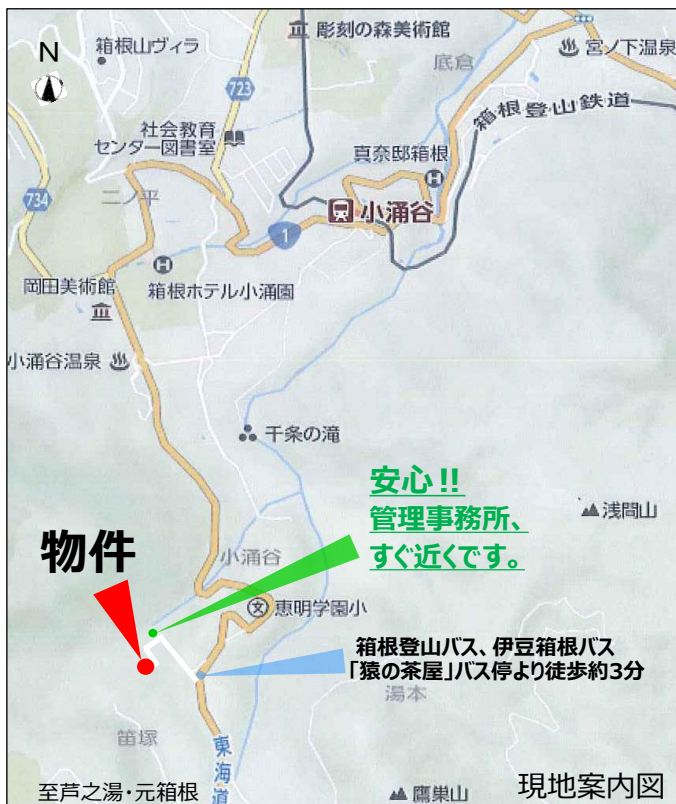 N
箱根山ヴィラ
彫刻の森美術館
底倉
宮ノ下温泉
723
箱根登山鉄道
社会教育
センター図書室
真奈邸箱根
H
734
二ノ平
小涌谷
1
岡田美術館
H
箱根ホテル小涌園
小涌谷温泉
千条の滝
安心!!
管理事務所、
すぐ近くです。
浅間山
物件
小涌谷
文
恵明学園小
箱根登山バス、伊豆箱根バス
「猿の茶屋」バス停より徒歩約3分
湯本
笛塚
東海道
至芦之湯・元箱根
鷹巣山
現地案内図